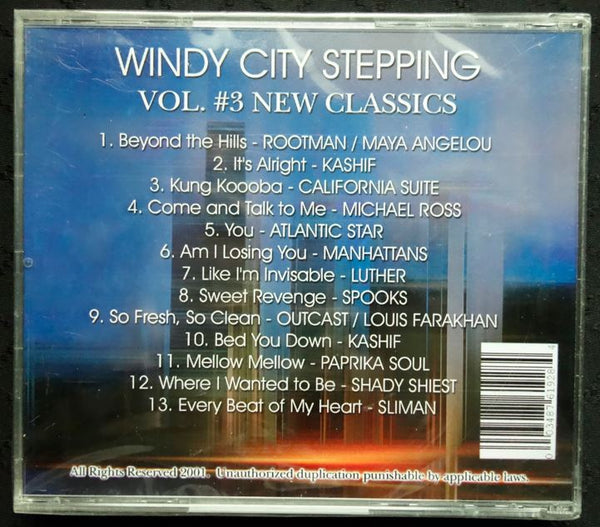 WINDY CITY STEPPING
VOL. #3 NEW CLASSICS
1. Beyond the Hills - ROOTMAN / MAYA ANGELOU
2. It's Alright - KASHIF
3. Kung Koooba - CALIFORNIA SUITE
4. Come and Talk to Me - MICHAEL ROSS
5. You - ATLANTIC STAR
6. Am I Losing You - MANHATTANS
7. Like I'm Invisable - LUTHER
8. Sweet Revenge - SPOOKS
9. So Fresh, So Clean - OUTCAST / LOUIS FARAKHAN
10. Bed You Down - KASHIF
11. Mellow Mellow - PAPRIKA SOUL
12. Where I Wanted to Be - SHADY SHIEST
13. Every Beat of My Heart - SLIMAN
0 03487 61928 4
All Rights Reserved 2001. Unauthorized duplication punishable by applicable laws.